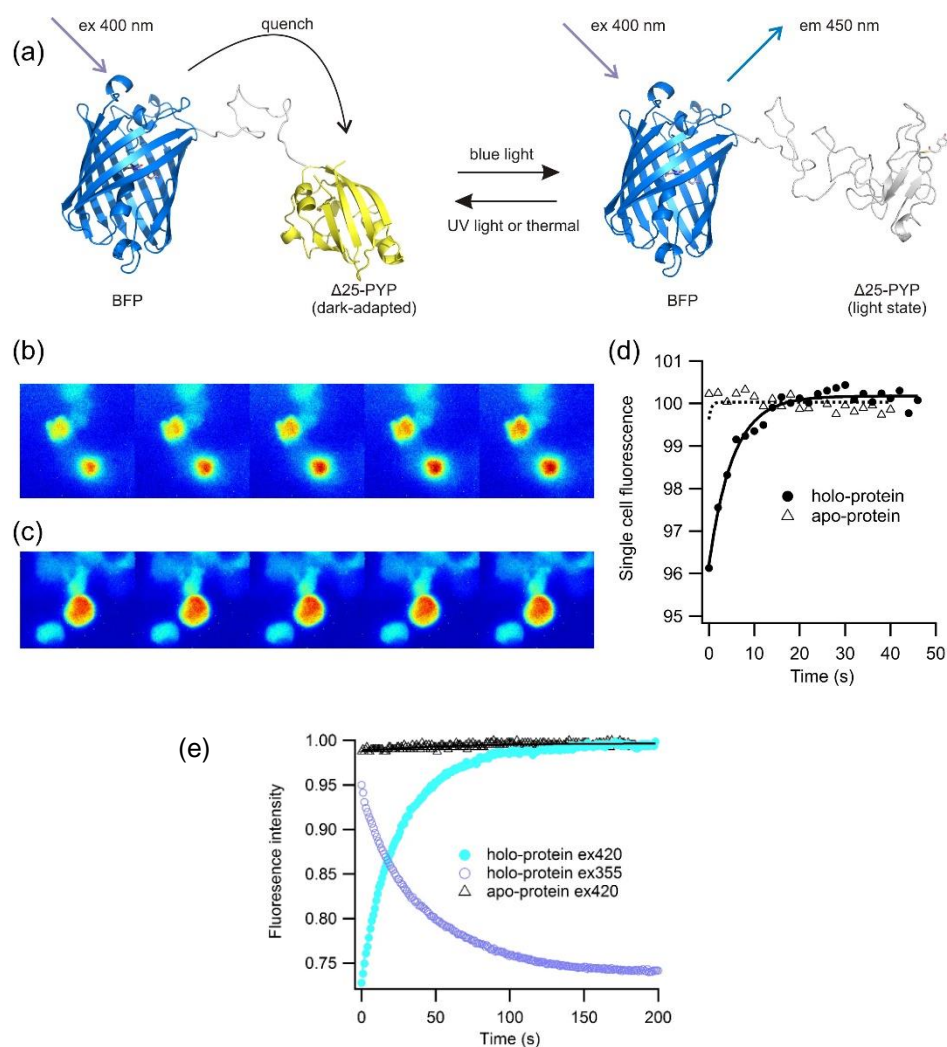 (a)
ex 400 nm
quench
ex 400 nm
em 450 nm
blue light
UV light or thermal
BFP
Δ25-PYP
(dark-adapted)
BFP
Δ25-PYP
(light state)
(b)
(c)
(d)
Single cell fluorescence
101
100
99
98
97
96
95
holo-protein
apo-protein
0
10
20
30
40
50
Time (s)
(e)
Fluoresence intensity
1.00
0.95
0.90
0.85
0.80
0.75
holo-protein ex420
holo-protein ex355
apo-protein ex420
0
50
100
150
200
Time (s)